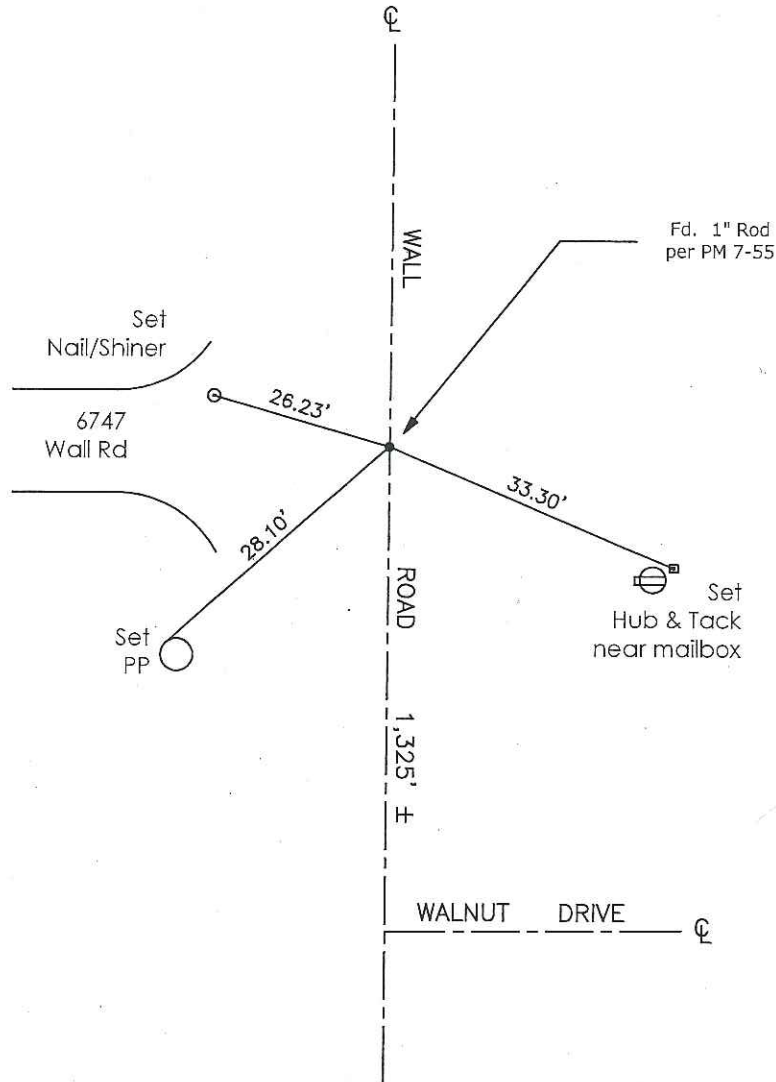 ℄
WALL
Fd. 1" Rod
per PM 7-55
Set
Nail/Shiner
26.23'
6747
Wall Rd
33.30'
28.10'
ROAD
Set
Hub & Tack
near mailbox
Set
PP
1,325' ±
WALNUT DRIVE ℄